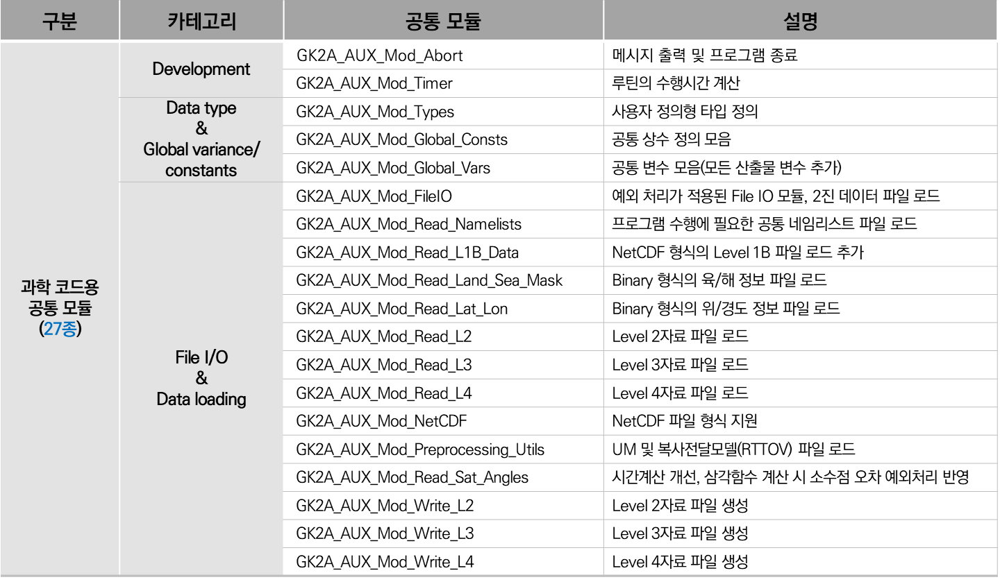 구분 카테고리 공통 모듈 설명
과학 코드용
공통 모듈
(27종)
Development
GK2A_AUX_Mod_Abort 메시지 출력 및 프로그램 종료
GK2A_AUX_Mod_Timer 루틴의 수행시간 계산
Data type
&
Global variance/
constants
GK2A_AUX_Mod_Types 사용자 정의형 타입 정의
GK2A_AUX_Mod_Global_Consts 공통 상수 정의 모음
GK2A_AUX_Mod_Global_Vars 공통 변수 모음(모든 산출물 변수 추가)
File I/O
&
Data loading
GK2A_AUX_Mod_FileIO 예외 처리가 적용된 File IO 모듈, 2진 데이터 파일 로드
GK2A_AUX_Mod_Read_Namelists 프로그램 수행에 필요한 공통 네임리스트 파일 로드
GK2A_AUX_Mod_Read_L1B_Data NetCDF 형식의 Level 1B 파일 로드 추가
GK2A_AUX_Mod_Read_Land_Sea_Mask Binary 형식의 육/해 정보 파일 로드
GK2A_AUX_Mod_Read_Lat_Lon Binary 형식의 위/경도 정보 파일 로드
GK2A_AUX_Mod_Read_L2 Level 2자료 파일 로드
GK2A_AUX_Mod_Read_L3 Level 3자료 파일 로드
GK2A_AUX_Mod_Read_L4 Level 4자료 파일 로드
GK2A_AUX_Mod_NetCDF NetCDF 파일 형식 지원
GK2A_AUX_Mod_Preprocessing_Utils UM 및 복사전달모델(RTTOV) 파일 로드
GK2A_AUX_Mod_Read_Sat_Angles 시간계산 개선, 삼각함수 계산 시 소수점 오차 예외처리 반영
GK2A_AUX_Mod_Write_L2 Level 2자료 파일 생성
GK2A_AUX_Mod_Write_L3 Level 3자료 파일 생성
GK2A_AUX_Mod_Write_L4 Level 4자료 파일 생성